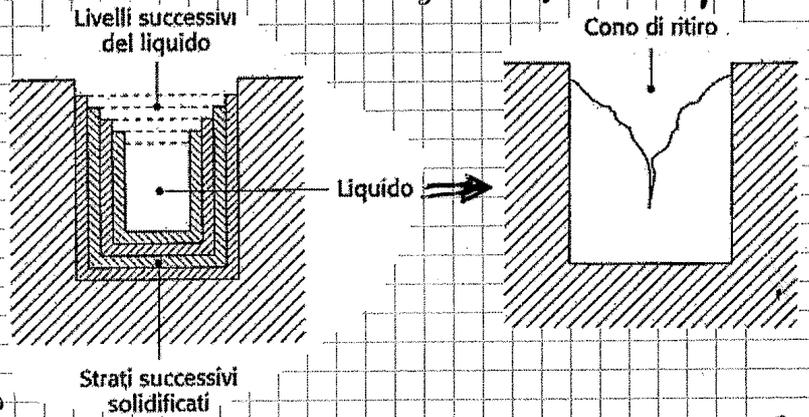 Livelli successivi
del liquido
Cono di ritiro
Liquido
Strati successivi
solidificati